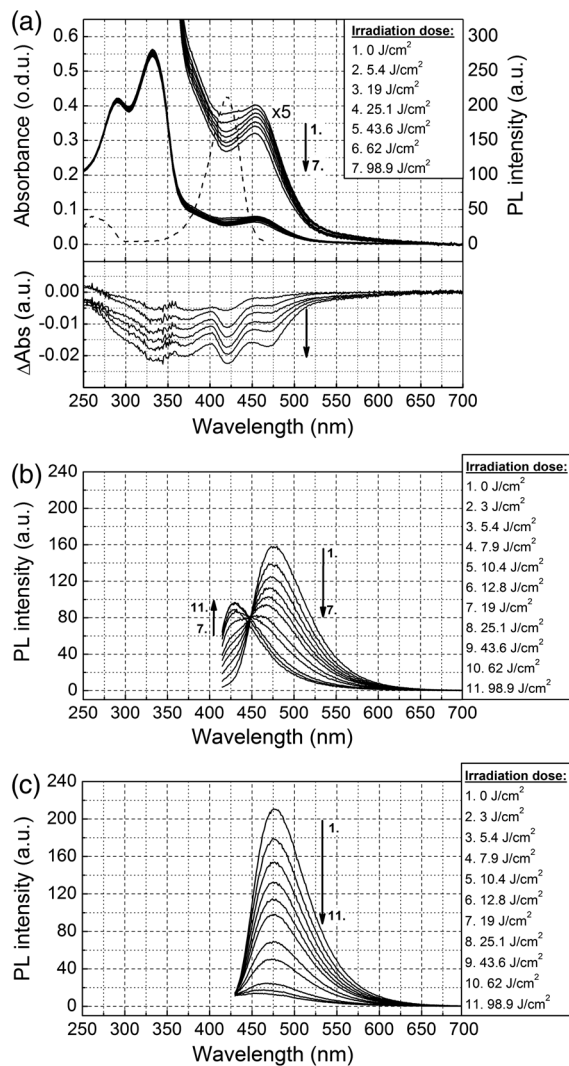 (a)
Absorbance (o.d.u.)
0.6
0.5
0.4
0.3
0.2
0.1
0.0
x5
1.
7.
Irradiation dose:
1. 0 J/cm²
2. 5.4 J/cm²
3. 19 J/cm²
4. 25.1 J/cm²
5. 43.6 J/cm²
6. 62 J/cm²
7. 98.9 J/cm²
300
250
200
150
100
50
0
PL intensity (a.u.)
ΔAbs (a.u.)
0.00
-0.01
-0.02
250 300 350 400 450 500 550 600 650 700
Wavelength (nm)
(b)
PL intensity (a.u.)
240
200
160
120
80
40
0
11.
7.
1.
7.
Irradiation dose:
1. 0 J/cm²
2. 3 J/cm²
3. 5.4 J/cm²
4. 7.9 J/cm²
5. 10.4 J/cm²
6. 12.8 J/cm²
7. 19 J/cm²
8. 25.1 J/cm²
9. 43.6 J/cm²
10. 62 J/cm²
11. 98.9 J/cm²
250 300 350 400 450 500 550 600 650 700
Wavelength (nm)
(c)
PL intensity (a.u.)
240
200
160
120
80
40
0
1.
11.
Irradiation dose:
1. 0 J/cm²
2. 3 J/cm²
3. 5.4 J/cm²
4. 7.9 J/cm²
5. 10.4 J/cm²
6. 12.8 J/cm²
7. 19 J/cm²
8. 25.1 J/cm²
9. 43.6 J/cm²
10. 62 J/cm²
11. 98.9 J/cm²
250 300 350 400 450 500 550 600 650 700
Wavelength (nm)